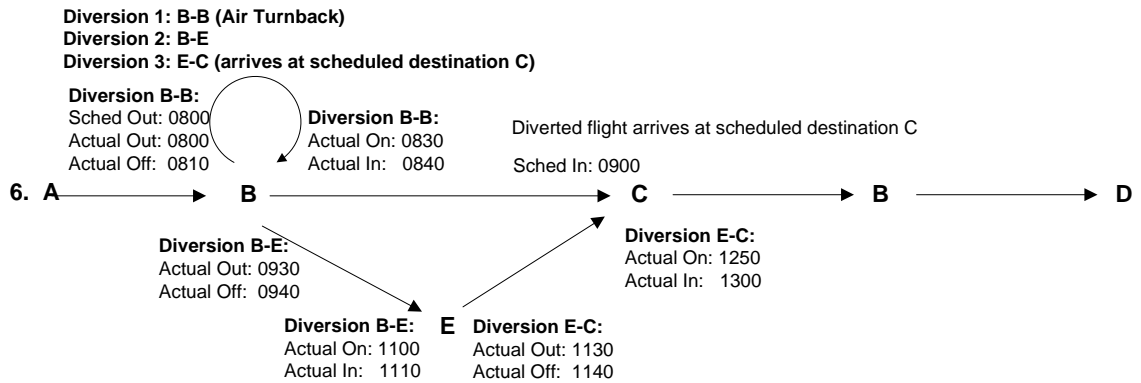 Diversion 1: B-B (Air Turnback)
Diversion 2: B-E
Diversion 3: E-C (arrives at scheduled destination C)
Diversion B-B:
Sched Out: 0800
Actual Out: 0800
Actual Off: 0810
Diversion B-B:
Actual On: 0830
Actual In: 0840
Diverted flight arrives at scheduled destination C
Sched In: 0900
6. A B C B D
Diversion B-E:
Actual Out: 0930
Actual Off: 0940
Diversion E-C:
Actual On: 1250
Actual In: 1300
Diversion B-E:
Actual On: 1100
Actual In: 1110
E
Diversion E-C:
Actual Out: 1130
Actual Off: 1140